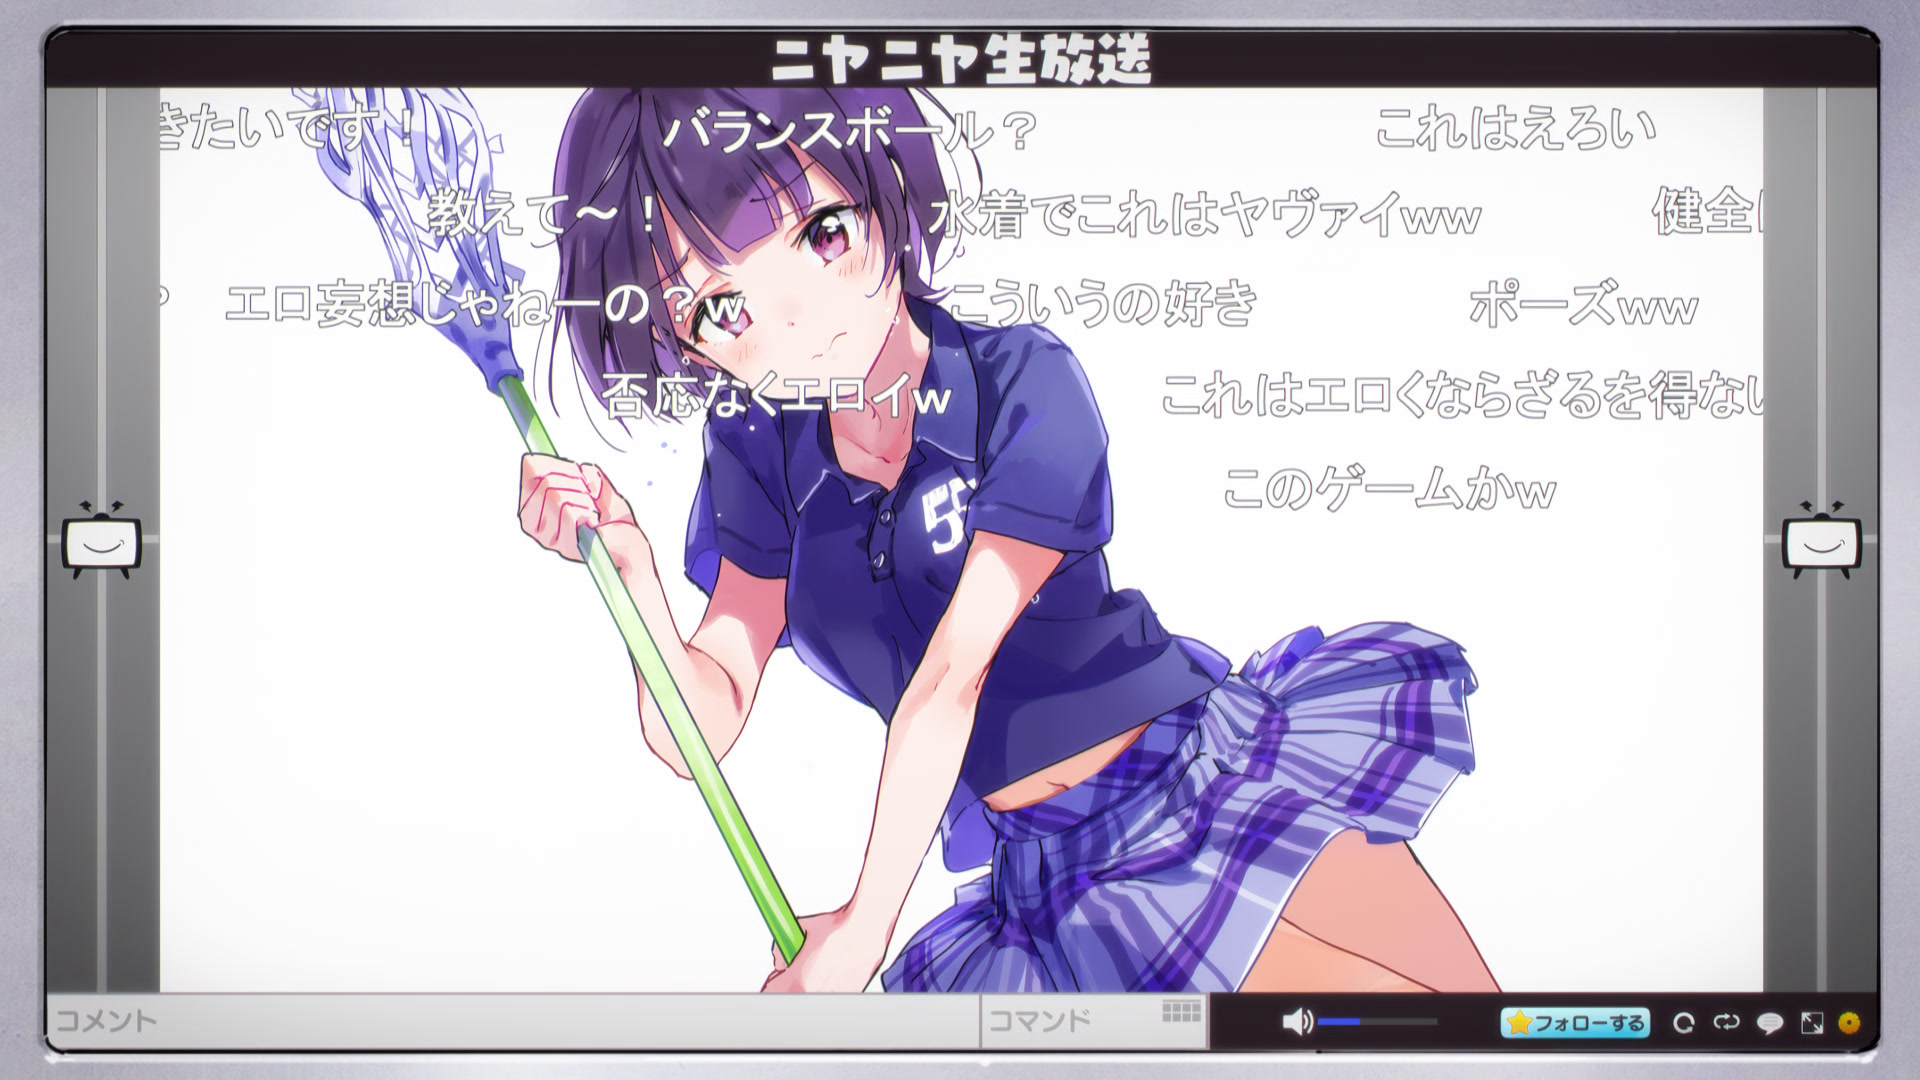 ニヤニヤ生放送
きたいです！
バランスボール？
これはえろい
教えて～！
水着でこれはヤヴァイww
健全
？
エロ妄想じゃねーの？w
こういうの好き
ポーズww
否応なくエロイw
これはエロくならざるを得ない
このゲームかw
55
コメント
コマンド
フォローする